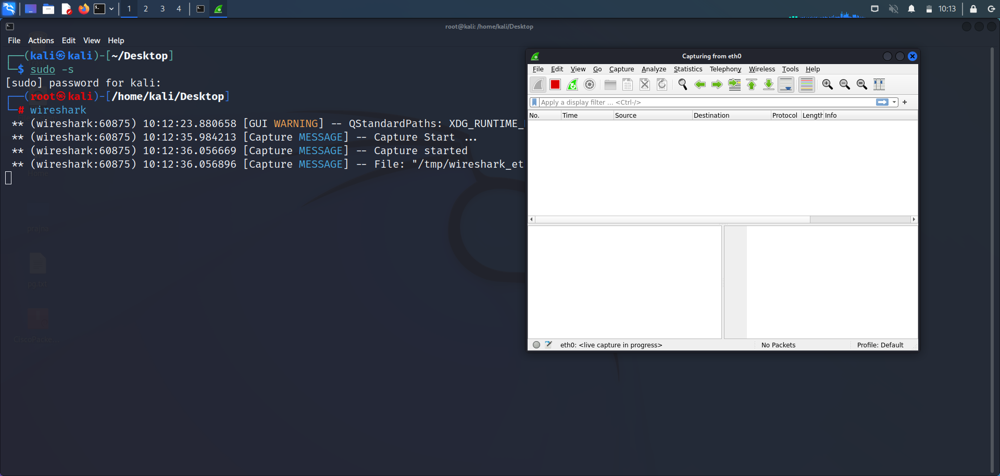 1 2 3 4
10:13
root@kali: /home/kali/Desktop
File Actions Edit View Help
┌──(kali㉿kali)-[~/Desktop]
└─$ sudo -s
[sudo] password for kali:
┌──(root㉿kali)-[/home/kali/Desktop]
└─# wireshark
** (wireshark:60875) 10:12:23.880658 [GUI WARNING] -- QStandardPaths: XDG_RUNTIME_
** (wireshark:60875) 10:12:35.984213 [Capture MESSAGE] -- Capture Start ...
** (wireshark:60875) 10:12:36.056669 [Capture MESSAGE] -- Capture started
** (wireshark:60875) 10:12:36.056896 [Capture MESSAGE] -- File: "/tmp/wireshark_et
Home
prajna
pg.txt
CiscoPacke...
Capturing from eth0
File Edit View Go Capture Analyze Statistics Telephony Wireless Tools Help
Apply a display filter ... <Ctrl-/>
No. Time Source Destination Protocol Length Info
eth0: <live capture in progress> No Packets Profile: Default